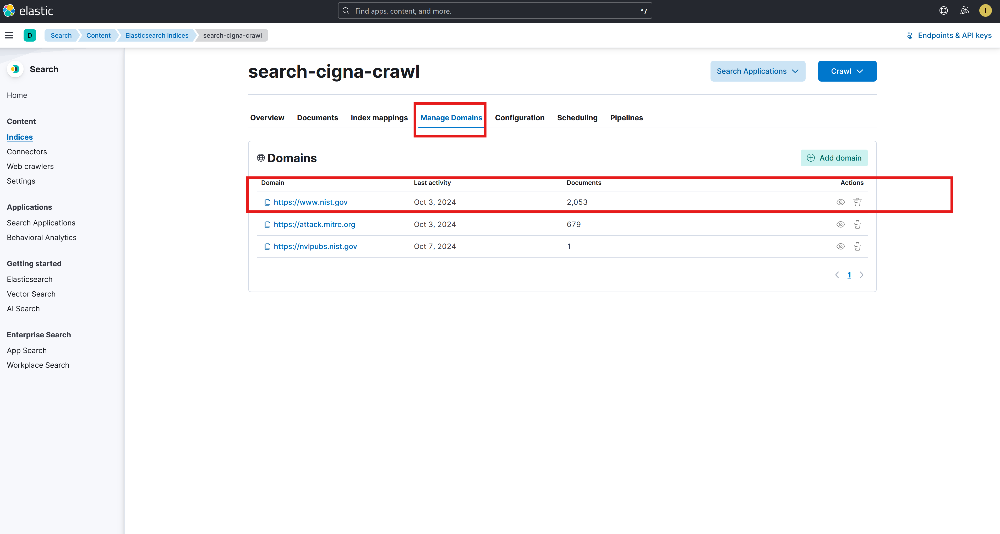 elastic
Find apps, content, and more.
^ /
I
D
Search
Content
Elasticsearch indices
search-cigna-crawl
Endpoints & API keys
Search
Home
Content
Indices
Connectors
Web crawlers
Settings
Applications
Search Applications
Behavioral Analytics
Getting started
Elasticsearch
Vector Search
AI Search
Enterprise Search
App Search
Workplace Search
search-cigna-crawl
Search Applications
Crawl
Overview Documents Index mappings Manage Domains Configuration Scheduling Pipelines
Domains
Add domain
Domain Last activity Documents Actions
https://www.nist.gov Oct 3, 2024 2,053
https://attack.mitre.org Oct 3, 2024 679
https://nvlpubs.nist.gov Oct 7, 2024 1
1